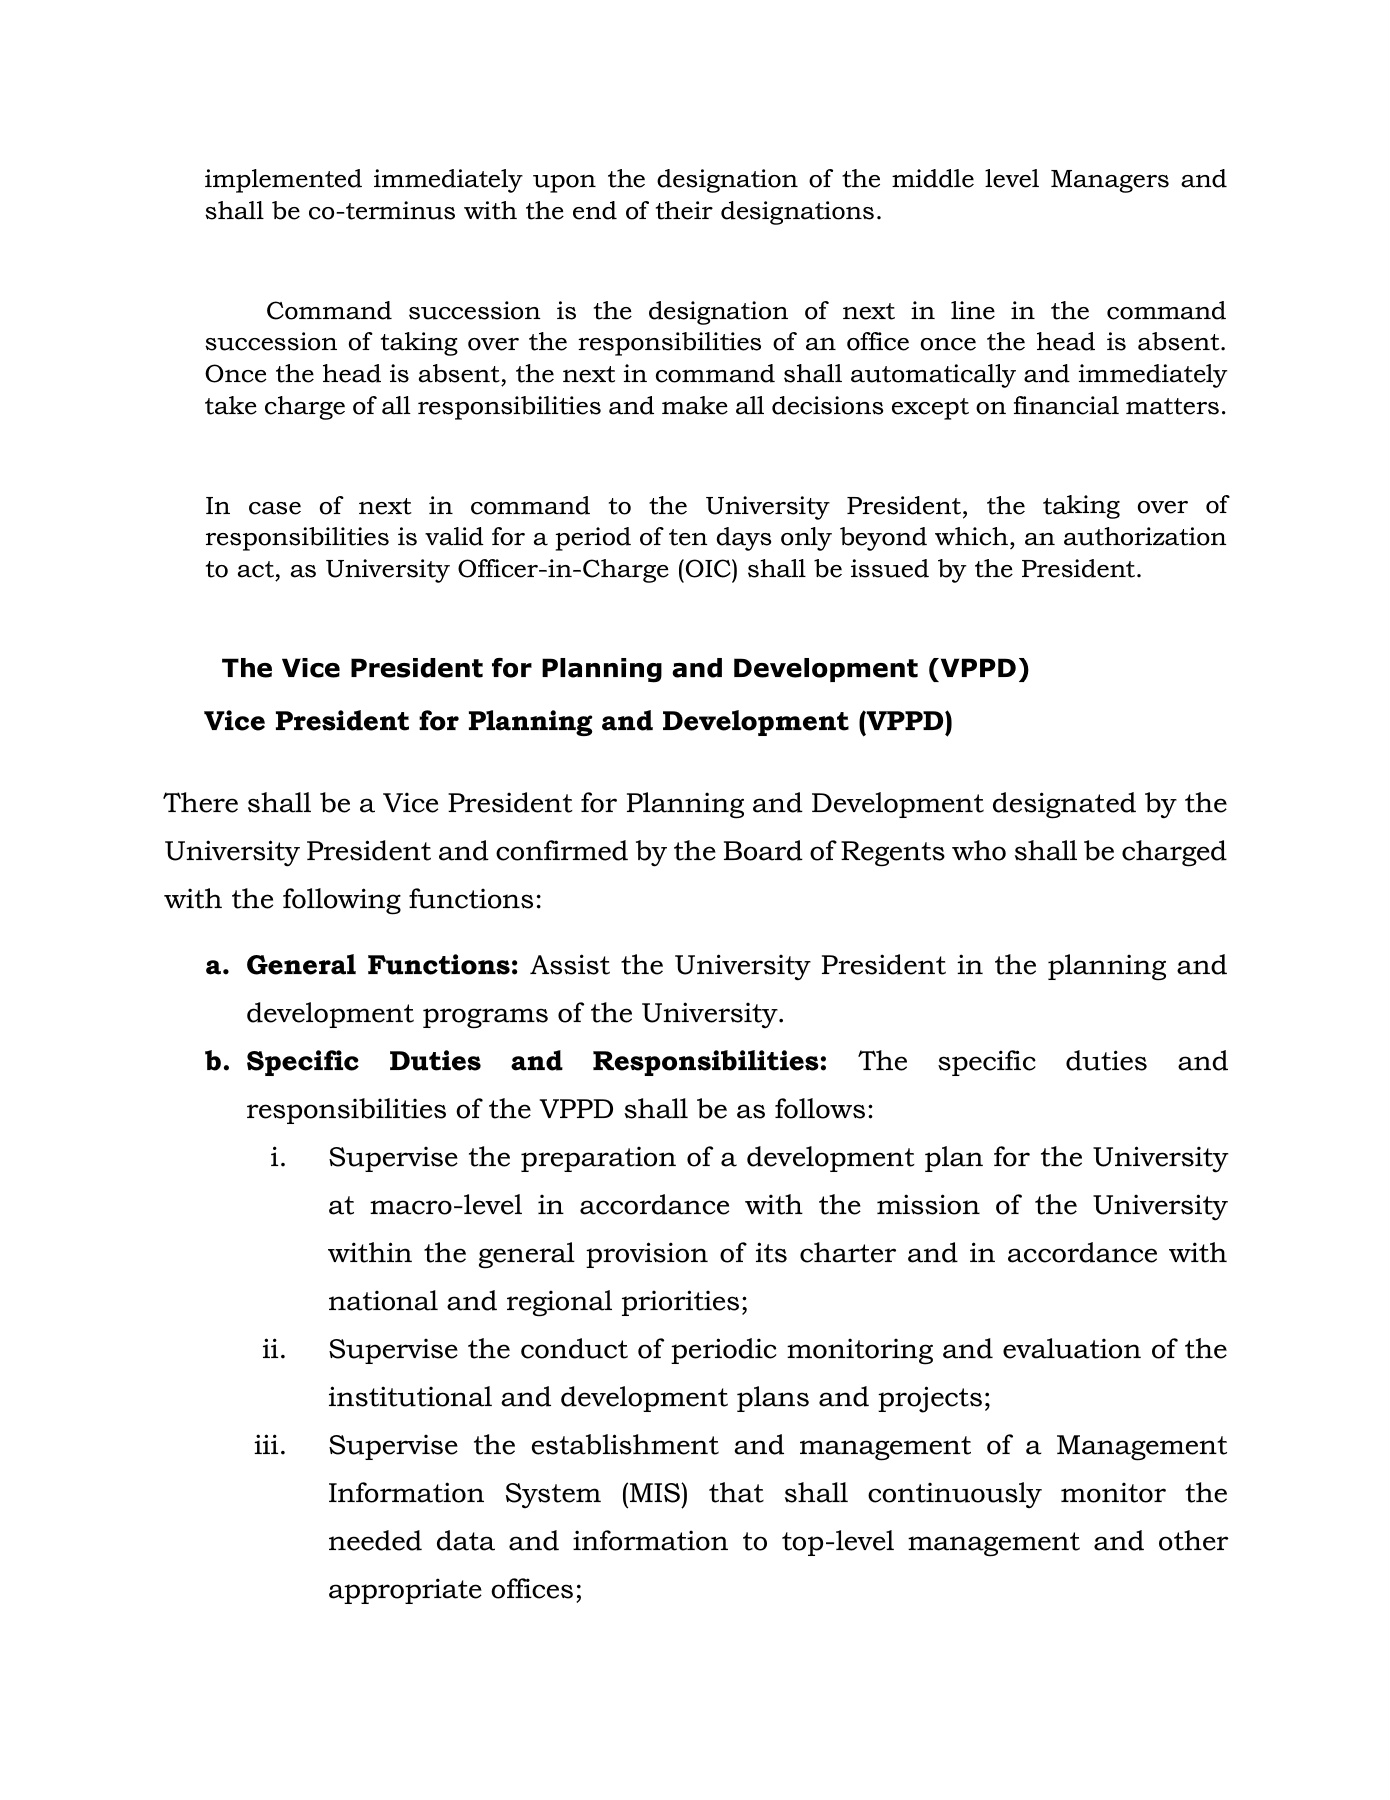 implemented immediately upon the designation of the middle level Managers and
shall be co-terminus with the end of their designations.
Command succession is the designation of next in line in the command
succession of taking over the responsibilities of an office once the head is absent.
Once the head is absent, the next in command shall automatically and immediately
take charge of all responsibilities and make all decisions except on financial matters.
In case of next in command to the University President, the taking over of
responsibilities is valid for a period of ten days only beyond which, an authorization
to act, as University Officer-in-Charge (OIC) shall be issued by the President.
The Vice President for Planning and Development (VPPD)
Vice President for Planning and Development (VPPD)
There shall be a Vice President for Planning and Development designated by the
University President and confirmed by the Board of Regents who shall be charged
with the following functions:
a. General Functions: Assist the University President in the planning and
development programs of the University.
b. Specific Duties and Responsibilities: The specific duties and
responsibilities of the VPPD shall be as follows:
i. Supervise the preparation of a development plan for the University
at macro-level in accordance with the mission of the University
within the general provision of its charter and in accordance with
national and regional priorities;
ii. Supervise the conduct of periodic monitoring and evaluation of the
institutional and development plans and projects;
iii. Supervise the establishment and management of a Management
Information System (MIS) that shall continuously monitor the
needed data and information to top-level management and other
appropriate offices;